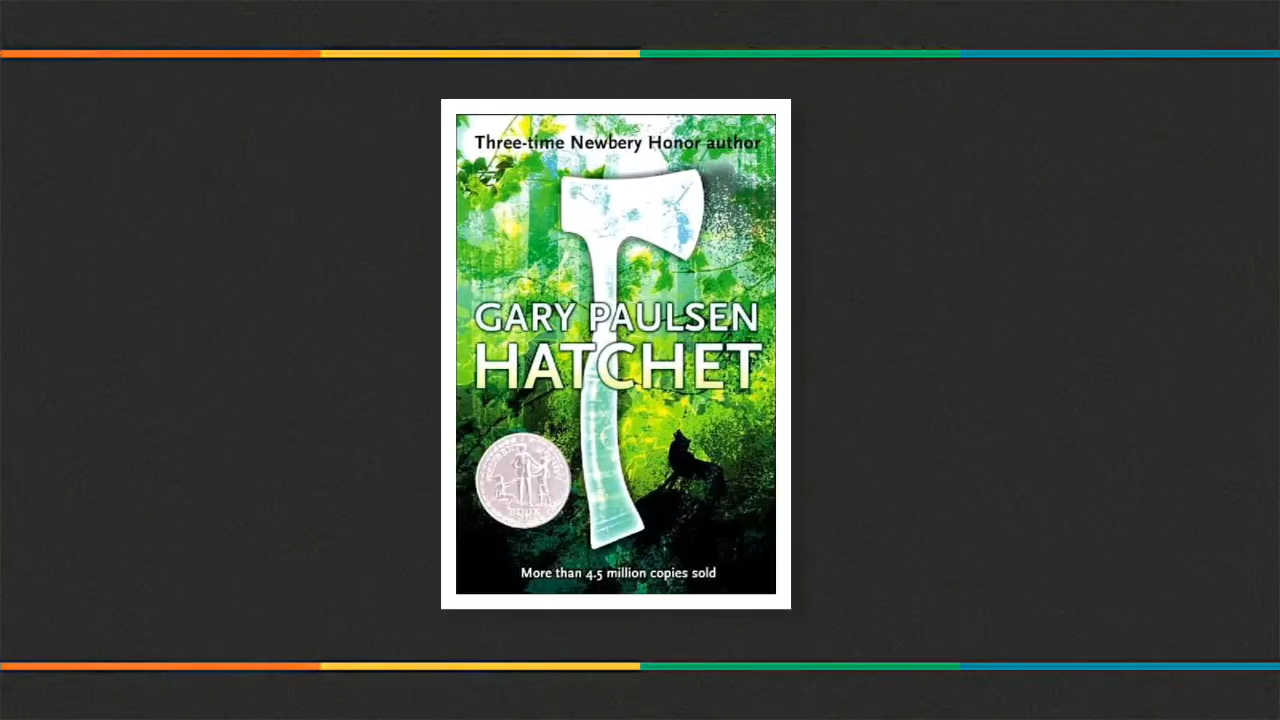 Three-time Newbery Honor author
GARY PAULSEN
HATCHET
More than 4.5 million copies sold